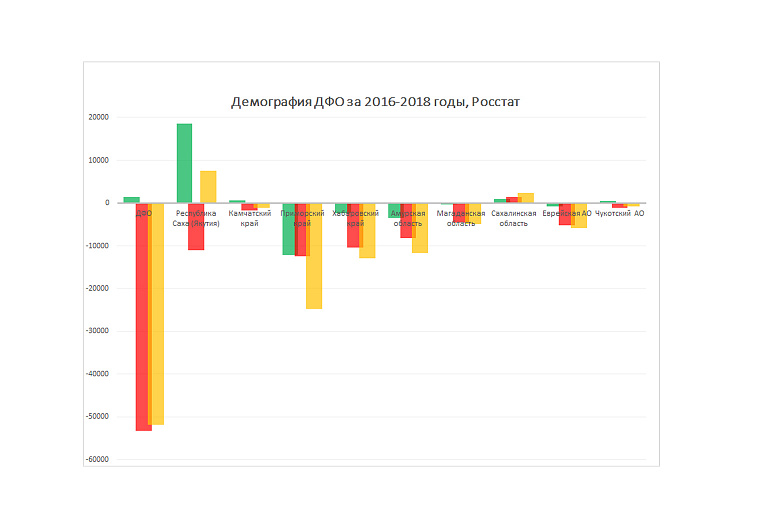 Демография ДФО за 2016-2018 годы, Росстат
20000
10000
0
-10000
-20000
-30000
-40000
-50000
-60000
ДФО
Республика
Саха (Якутия)
Камчатский
край
Приморский
край
Хабаровский
край
Амурская
область
Магаданская
область
Сахалинская
область
Еврейская АО
Чукотский АО